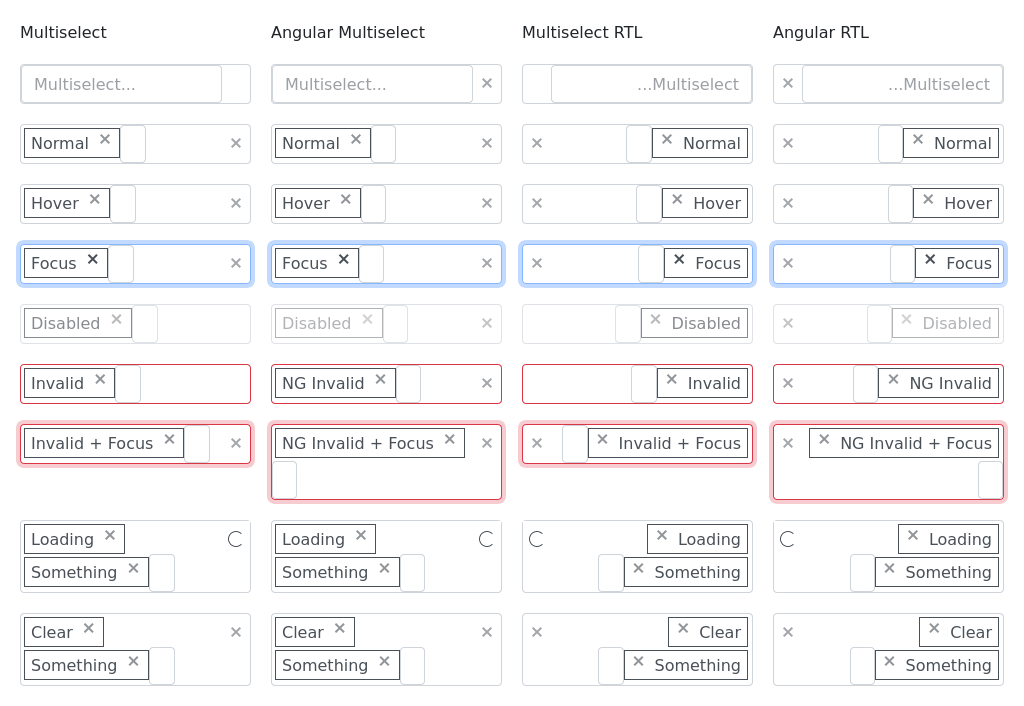 Multiselect Angular Multiselect Multiselect RTL Angular RTL
Multiselect... Multiselect... × ...Multiselect × ...Multiselect
Normal × × Normal × × × × Normal × × Normal
Hover × × Hover × × × × Hover × × Hover
Focus × × Focus × × × × Focus × × Focus
Disabled × Disabled × × × Disabled × × Disabled
Invalid × NG Invalid × × × Invalid × × NG Invalid
Invalid + Focus × × NG Invalid + Focus × × × × Invalid + Focus × × NG Invalid + Focus
Loading × Loading × × Loading × Loading
Something × Something × × Something × Something
Clear × × Clear × × × × Clear × × Clear
Something × Something × × Something × Something